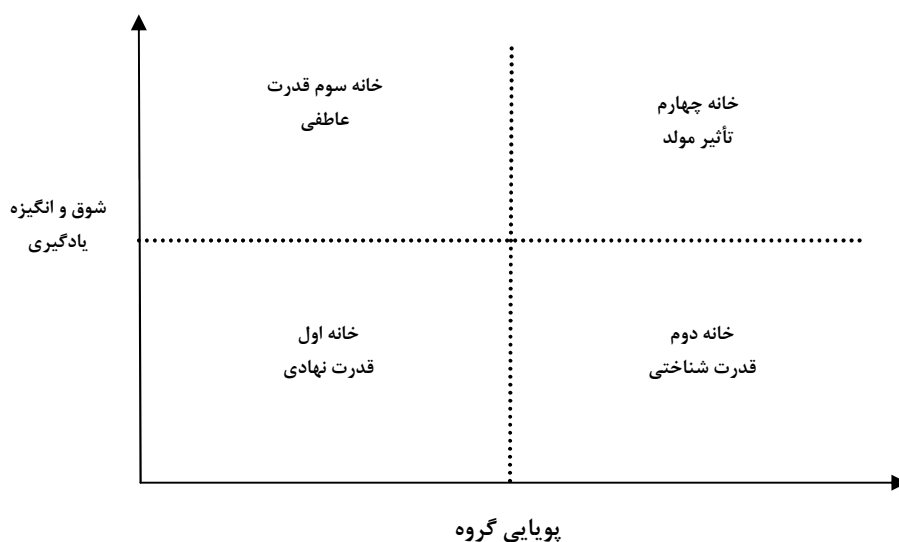 خانه سوم قدرت
عاطفی
خانه چهارم
تأثیر مولد
شوق و انگیزه
یادگیری
خانه اول
قدرت نهادی
خانه دوم
قدرت شناختی
پویایی گروه